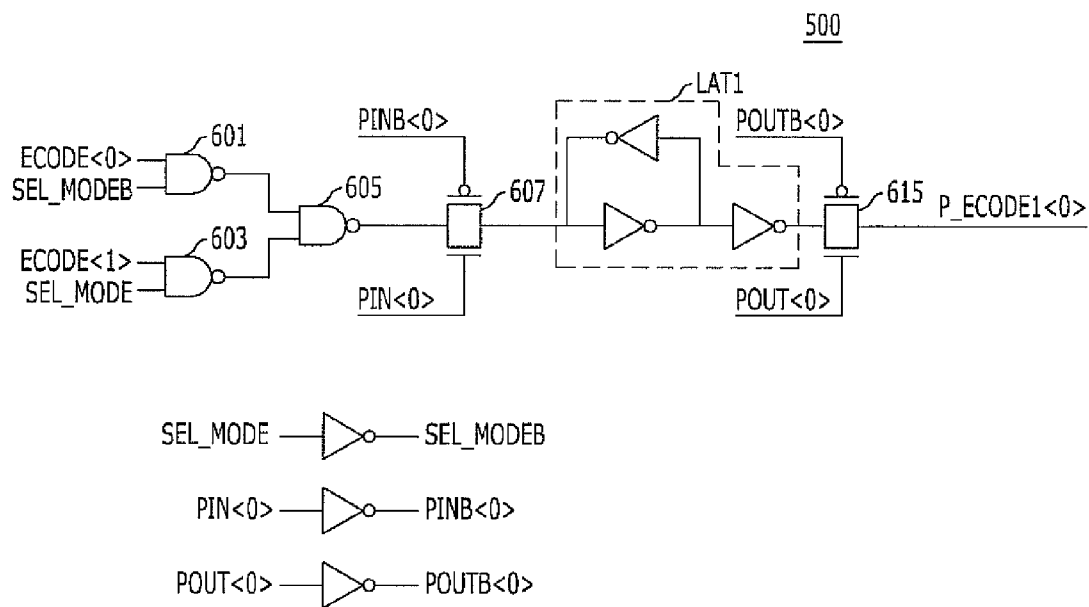 500
LAT1
PINB<0>
POUTB<0>
601
ECODE<0>
SEL_MODEB
605
607
615
P_ECODE1<0>
603
ECODE<1>
SEL_MODE
PIN<0>
POUT<0>
SEL_MODE SEL_MODEB
PIN<0> PINB<0>
POUT<0> POUTB<0>